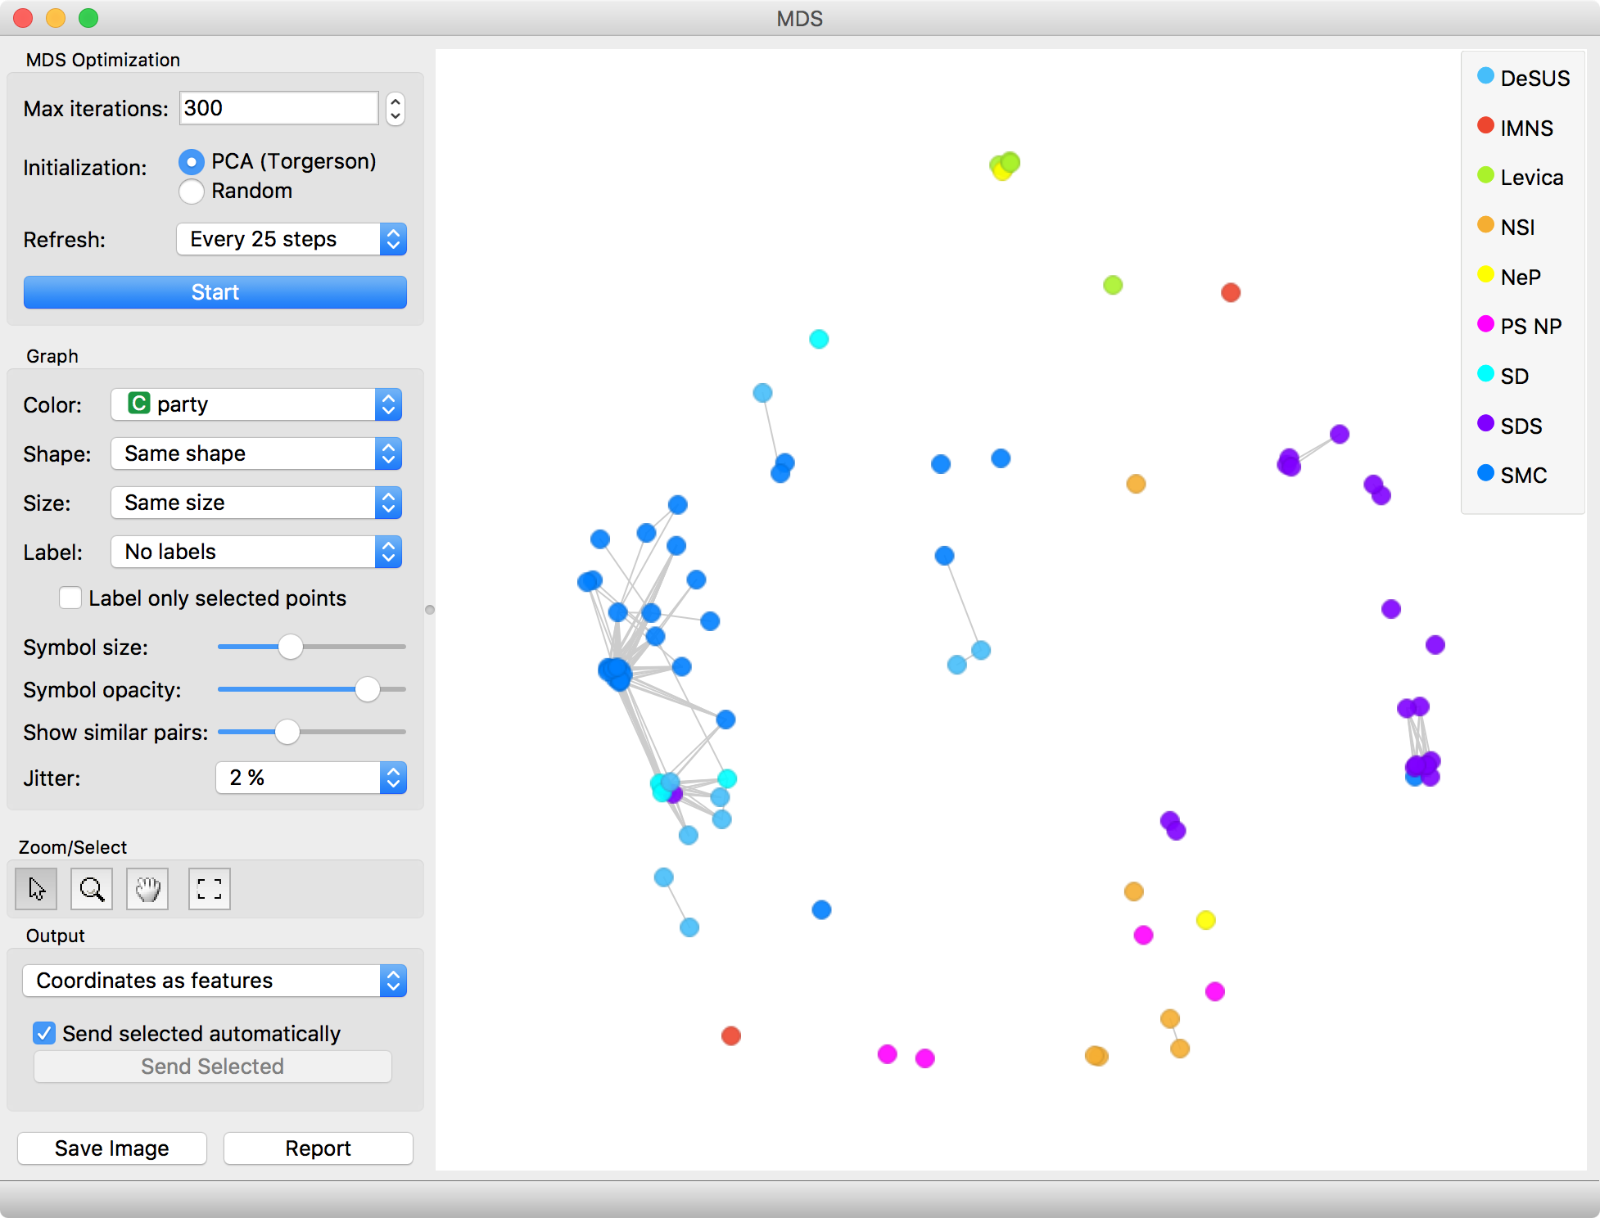 MDS
MDS Optimization
Max iterations: 300
Initialization: PCA (Torgerson)
Random
Refresh: Every 25 steps
Start
Graph
Color: C party
Shape: Same shape
Size: Same size
Label: No labels
Label only selected points
Symbol size:
Symbol opacity:
Show similar pairs:
Jitter: 2 %
Zoom/Select
Output
Coordinates as features
Send selected automatically
Send Selected
Save Image Report
DeSUS
IMNS
Levica
NSI
NeP
PS NP
SD
SDS
SMC